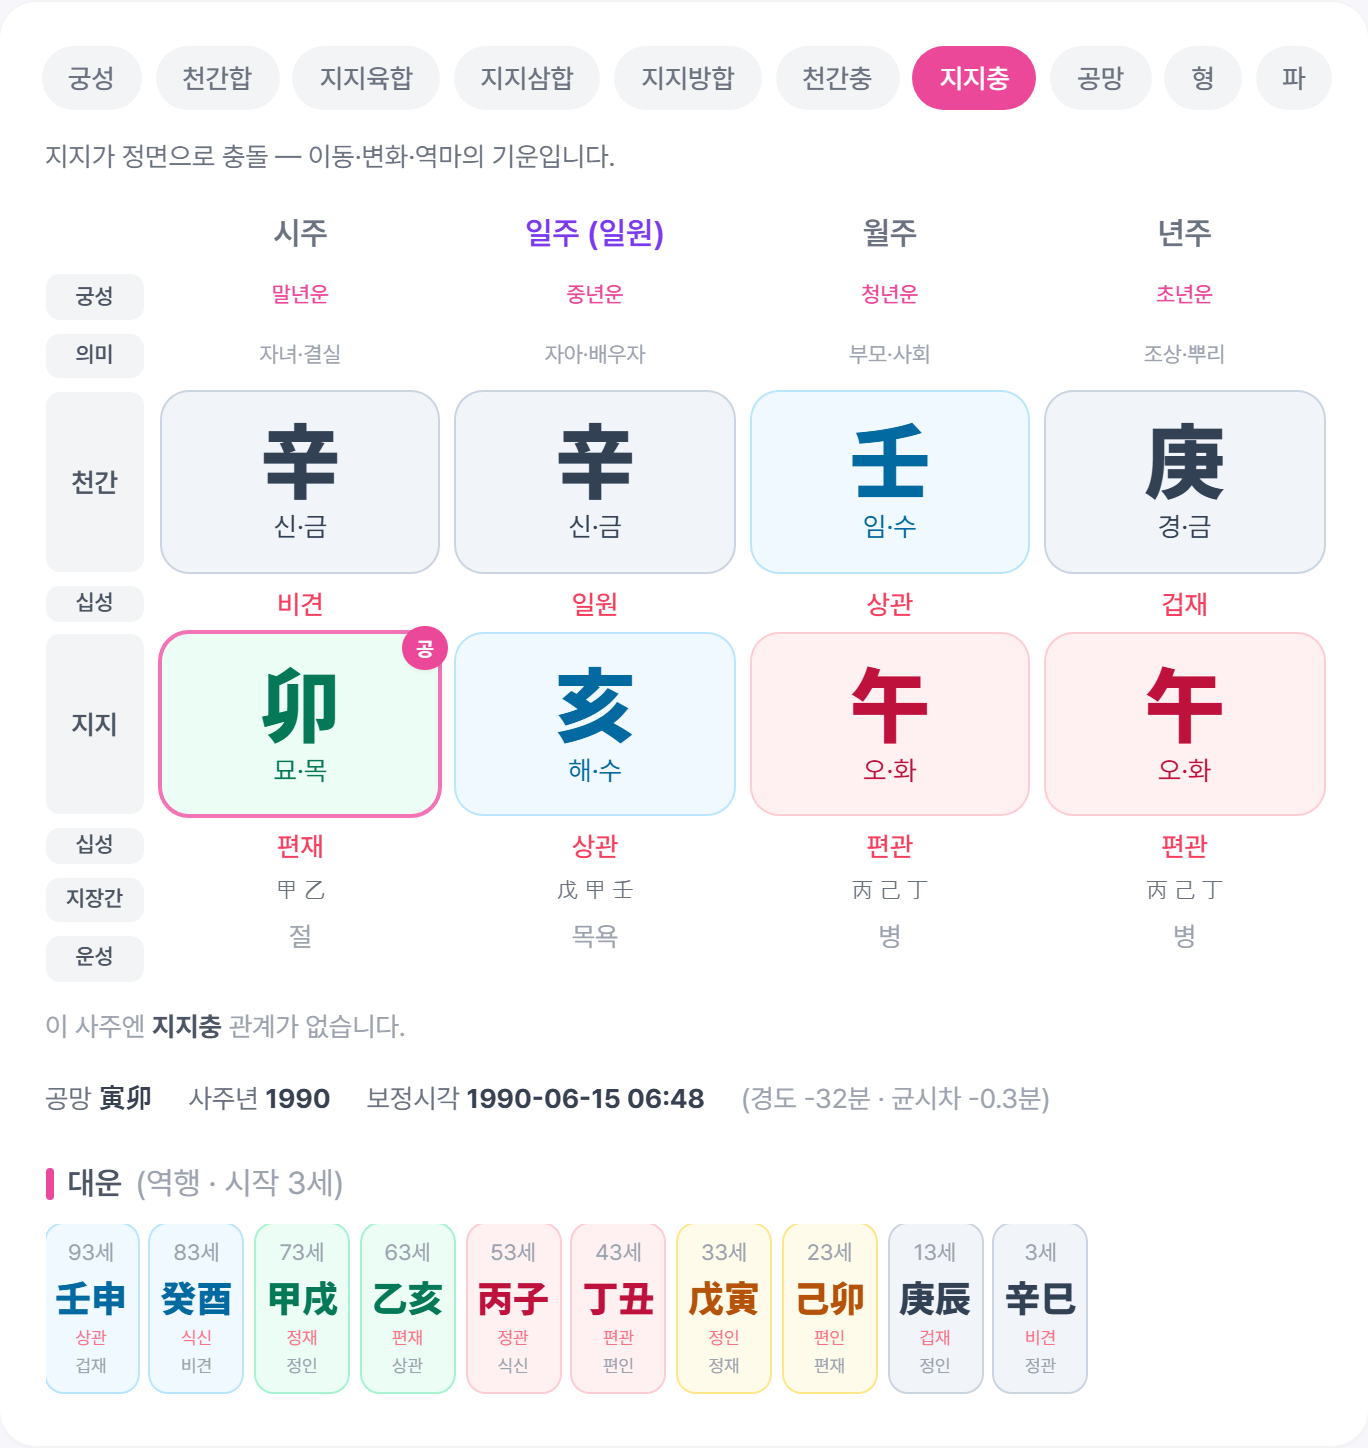 궁성 천간합 지지육합 지지삼합 지지방합 천간충 지지충 공망 형 파
지지가 정면으로 충돌 — 이동·변화·역마의 기운입니다.
시주 일주 (일원) 월주 년주
궁성 말년운 중년운 청년운 초년운
의미 자녀·결실 자아·배우자 부모·사회 조상·뿌리
천간 辛 辛 壬 庚
신·금 신·금 임·수 경·금
십성 비견 일원 상관 겁재
공
지지 卯 亥 午 午
묘·목 해·수 오·화 오·화
십성 편재 상관 편관 편관
지장간 甲 乙 戊 甲 壬 丙 己 丁 丙 己 丁
운성 절 목욕 병 병
이 사주엔 지지충 관계가 없습니다.
공망 寅卯 사주년 1990 보정시각 1990-06-15 06:48 (경도 -32분 · 균시차 -0.3분)
대운 (역행 · 시작 3세)
93세 83세 73세 63세 53세 43세 33세 23세 13세 3세
壬申 癸酉 甲戌 乙亥 丙子 丁丑 戊寅 己卯 庚辰 辛巳
상관 식신 정재 편재 정관 편관 정인 편인 겁재 비견
겁재 비견 정인 상관 식신 편인 정재 편재 정인 정관